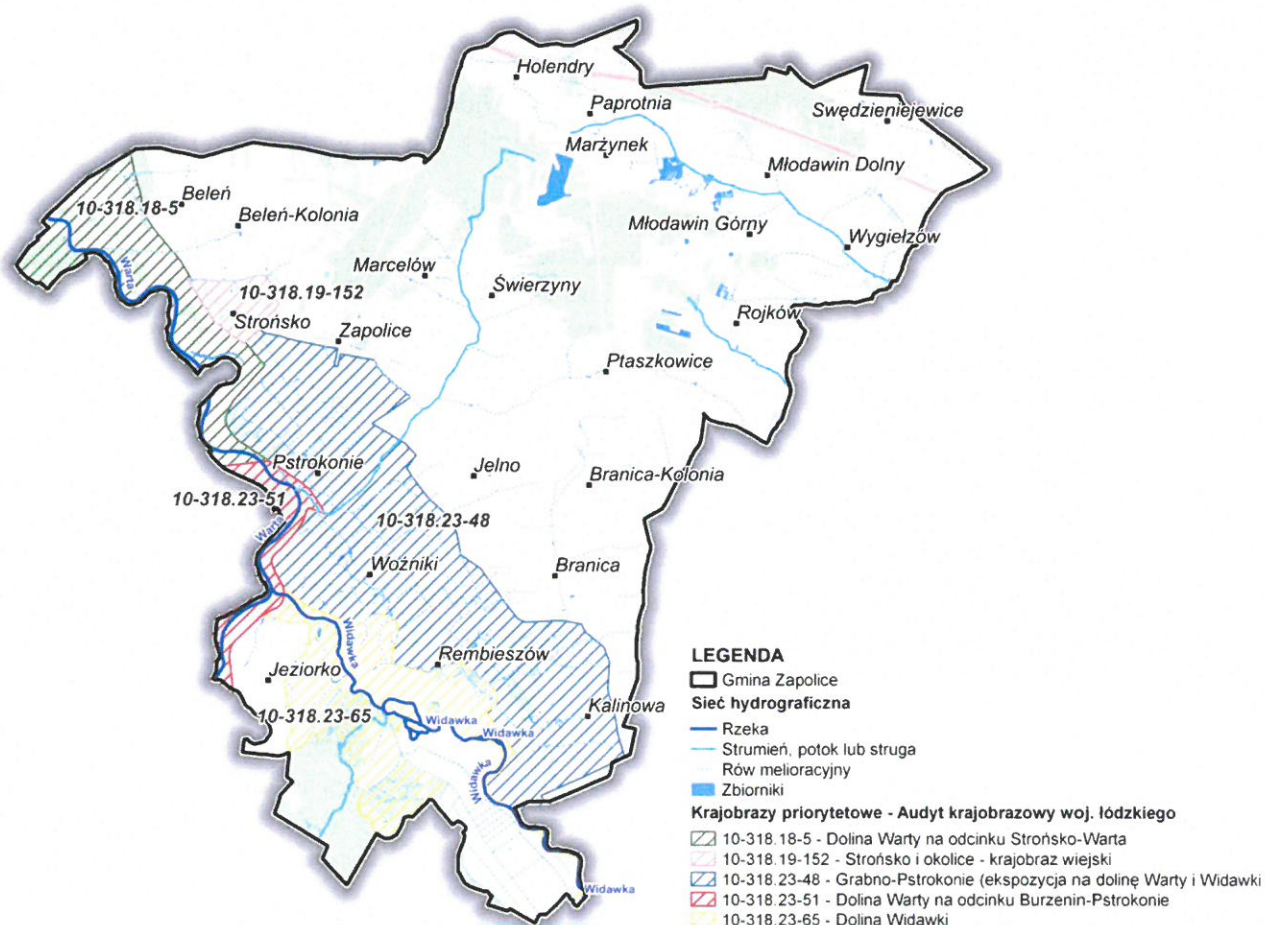 Holendry
Paprotnia
Swędzieniejewice
Marżynek
Młodawin Dolny
Beleń
10-318.18-5
Beleń-Kolonia
Młodawin Górny
Wygiełzów
Warta
Marcelów
Świerzyny
10-318.19-152
Strońsko
Zapolice
Rojków
Ptaszkowice
Pstrokonie
Jelno
Branica-Kolonia
10-318.23-51
Warta
10-318.23-48
Woźniki
Branica
Widawka
Rembieszów
Jeziorko
10-318.23-65
Kalinowa
Widawka
Widawka
Widawka
Widawka
LEGENDA
Gmina Zapolice
Sieć hydrograficzna
Rzeka
Strumień, potok lub struga
Rów melioracyjny
Zbiorniki
Krajobrazy priorytetowe - Audyt krajobrazowy woj. łódzkiego
10-318.18-5 - Dolina Warty na odcinku Strońsko-Warta
10-318.19-152 - Strońsko i okolice - krajobraz wiejski
10-318.23-48 - Grabno-Pstrokonie (ekspozycja na dolinę Warty i Widawki
10-318.23-51 - Dolina Warty na odcinku Burzenin-Pstrokonie
10-318.23-65 - Dolina Widawki